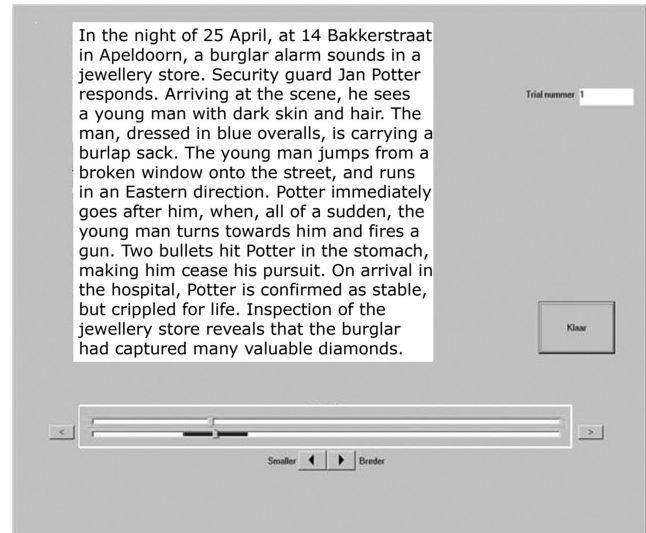 In the night of 25 April, at 14 Bakkerstraat
in Apeldoorn, a burglar alarm sounds in a
jewellery store. Security guard Jan Potter
responds. Arriving at the scene, he sees
a young man with dark skin and hair. The
man, dressed in blue overalls, is carrying a
burlap sack. The young man jumps from a
broken window onto the street, and runs
in an Eastern direction. Potter immediately
goes after him, when, all of a sudden, the
young man turns towards him and fires a
gun. Two bullets hit Potter in the stomach,
making him cease his pursuit. On arrival in
the hospital, Potter is confirmed as stable,
but crippled for life. Inspection of the
jewellery store reveals that the burglar
had captured many valuable diamonds.
Trial nummer 1
Klaar
< >
Smaller Breder